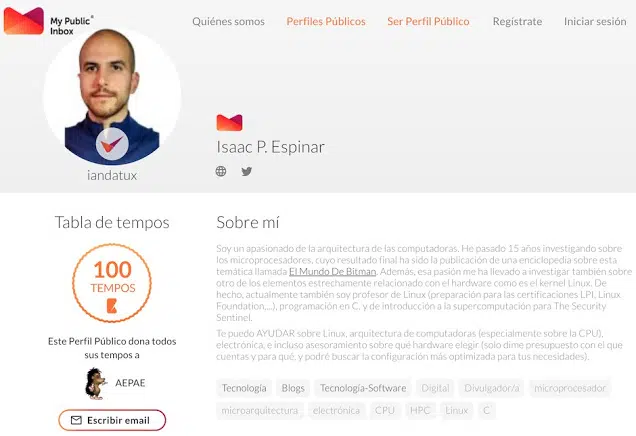 My Public®
Inbox
Quiénes somos Perfiles Públicos Ser Perfil Público Regístrate Iniciar sesión
iandatux
Isaac P. Espinar
Tabla de tempos
100
TEMPOS
Este Perfil Público dona todos
sus tempos a
AEPAE
Escribir email
Sobre mí
Soy un apasionado de la arquitectura de las computadoras. He pasado 15 años investigando sobre
los microprocesadores, cuyo resultado final ha sido la publicación de una enciclopedia sobre esta
temática llamada El Mundo De Bitman. Además, esa pasión me ha llevado a investigar también sobre
otro de los elementos estrechamente relacionado con el hardware como es el kernel Linux. De
hecho, actualmente también soy profesor de Linux (preparación para las certificaciones LPI, Linux
Foundation,...), programación en C, y de introducción a la supercomputación para The Security
Sentinel.
Te puedo AYUDAR sobre Linux, arquitectura de computadoras (especialmente sobre la CPU),
electrónica, e incluso asesoramiento sobre qué hardware elegir (solo dime presupuesto con el que
cuentas y para qué, y podré buscar la configuración más optimizada para tus necesidades).
Tecnología Blogs Tecnología-Software Digital Divulgador/a microprocesador
microarquitectura electrónica CPU HPC Linux C